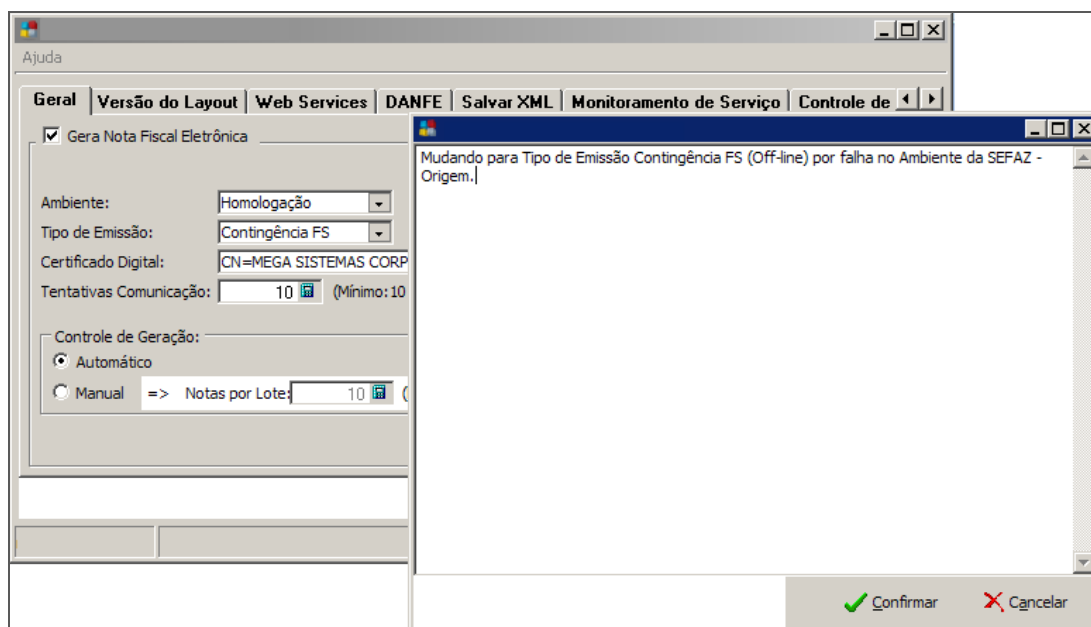 Ajuda
Geral Versão do Layout Web Services DANFE Salvar XML Monitoramento de Serviço Controle de
Gera Nota Fiscal Eletrônica
Mudando para Tipo de Emissão Contingência FS (Off-line) por falha no Ambiente da SEFAZ -
Origem.
Ambiente: Homologação
Tipo de Emissão: Contingência FS
Certificado Digital: CN=MEGA SISTEMAS CORP
Tentativas Comunicação: 10 (Mínimo:10
Controle de Geração:
Automático
Manual => Notas por Lote: 10 (
Confirmar Cancelar